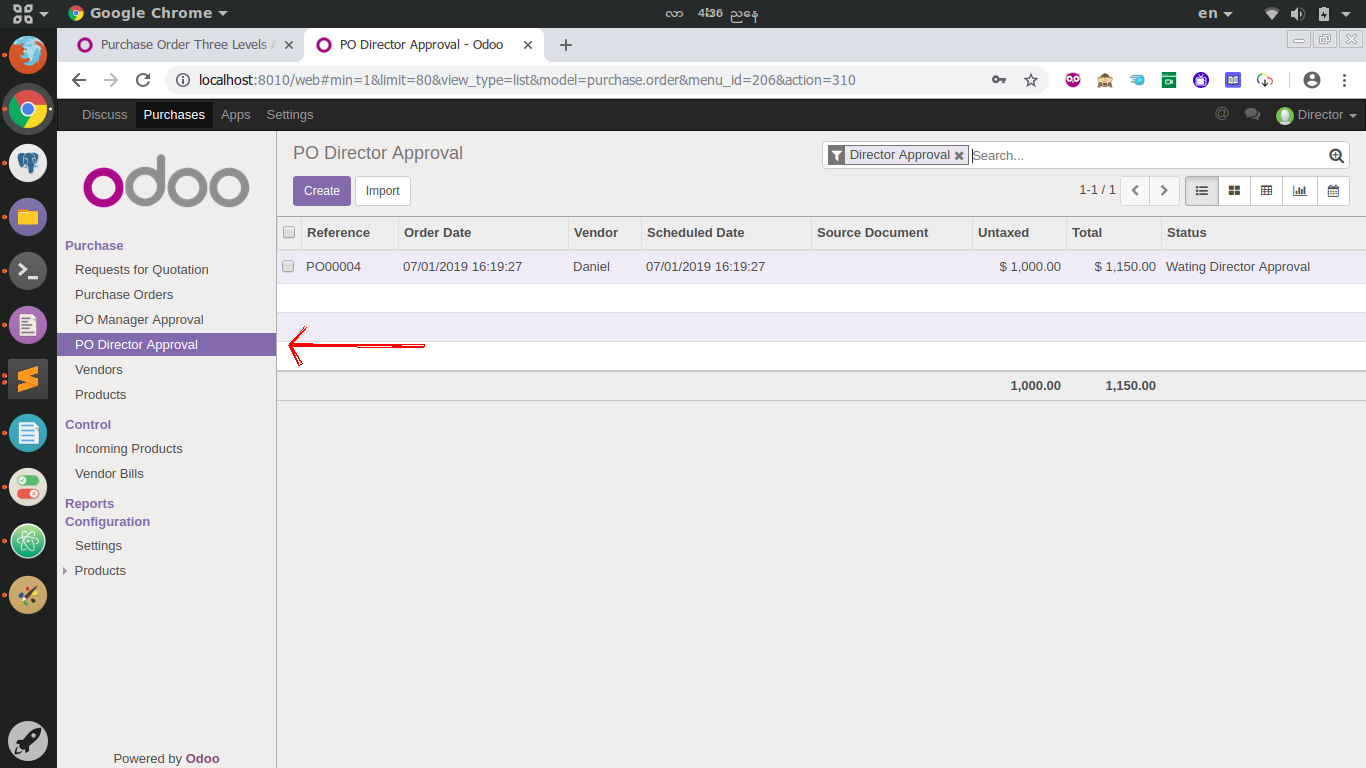 Google Chrome
လာ 4:36 ညနေ
en
Purchase Order Three Levels A
PO Director Approval - Odoo
localhost:8010/web#min=1&limit=80&view_type=list&model=purchase.order&menu_id=206&action=310
Discuss Purchases Apps Settings
@ Director
odoo
PO Director Approval
Director Approval Search...
Create Import
1-1 / 1
Purchase
Requests for Quotation
Purchase Orders
PO Manager Approval
PO Director Approval
Vendors
Products
Control
Incoming Products
Vendor Bills
Reports
Configuration
Settings
Products
Powered by Odoo
Reference Order Date Vendor Scheduled Date Source Document Untaxed Total Status
PO00004 07/01/2019 16:19:27 Daniel 07/01/2019 16:19:27 $ 1,000.00 $ 1,150.00 Wating Director Approval
1,000.00 1,150.00